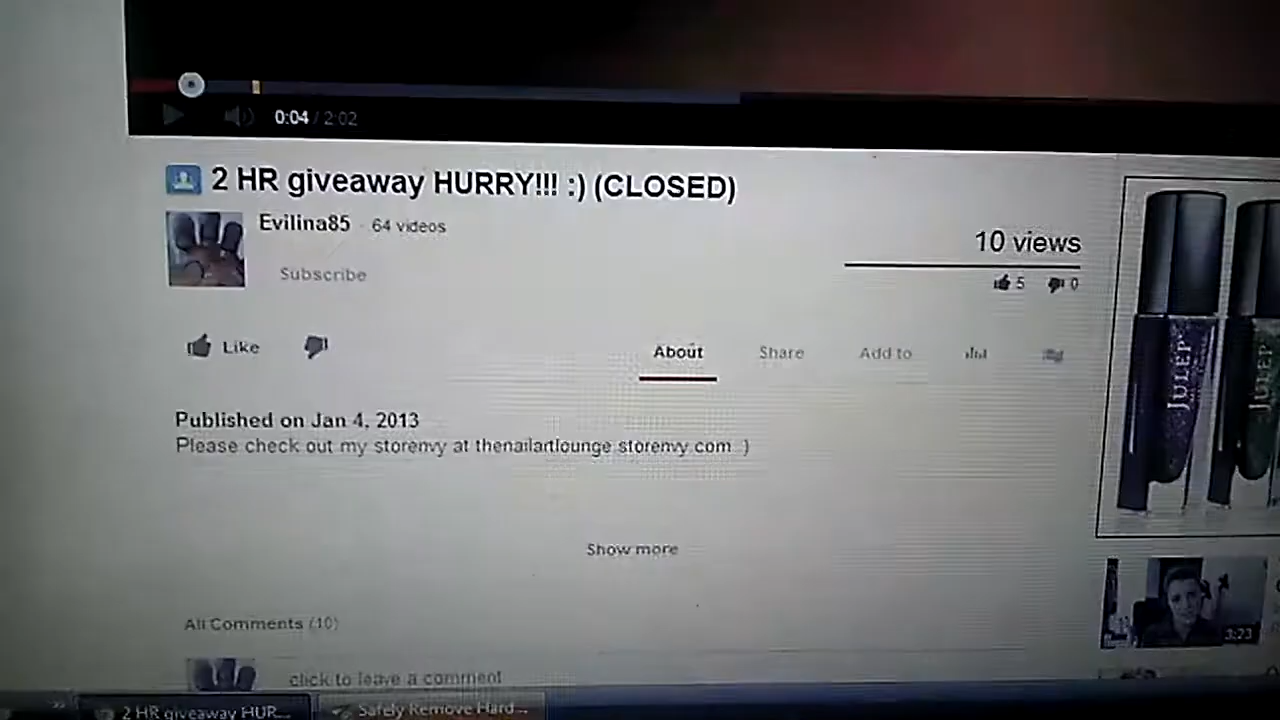 0:04 / 2:02
2 HR giveaway HURRY!!! :) (CLOSED)
Evilina85 · 64 videos
Subscribe
10 views
5 0
Like
About Share Add to
Published on Jan 4, 2013
Please check out my storenvy at thenailartlounge.storenvy.com :)
Show more
All Comments (10)
click to leave a comment
JULEP
JULEP
3:23
2 HR giveaway HUR...
Safely Remove Hard...